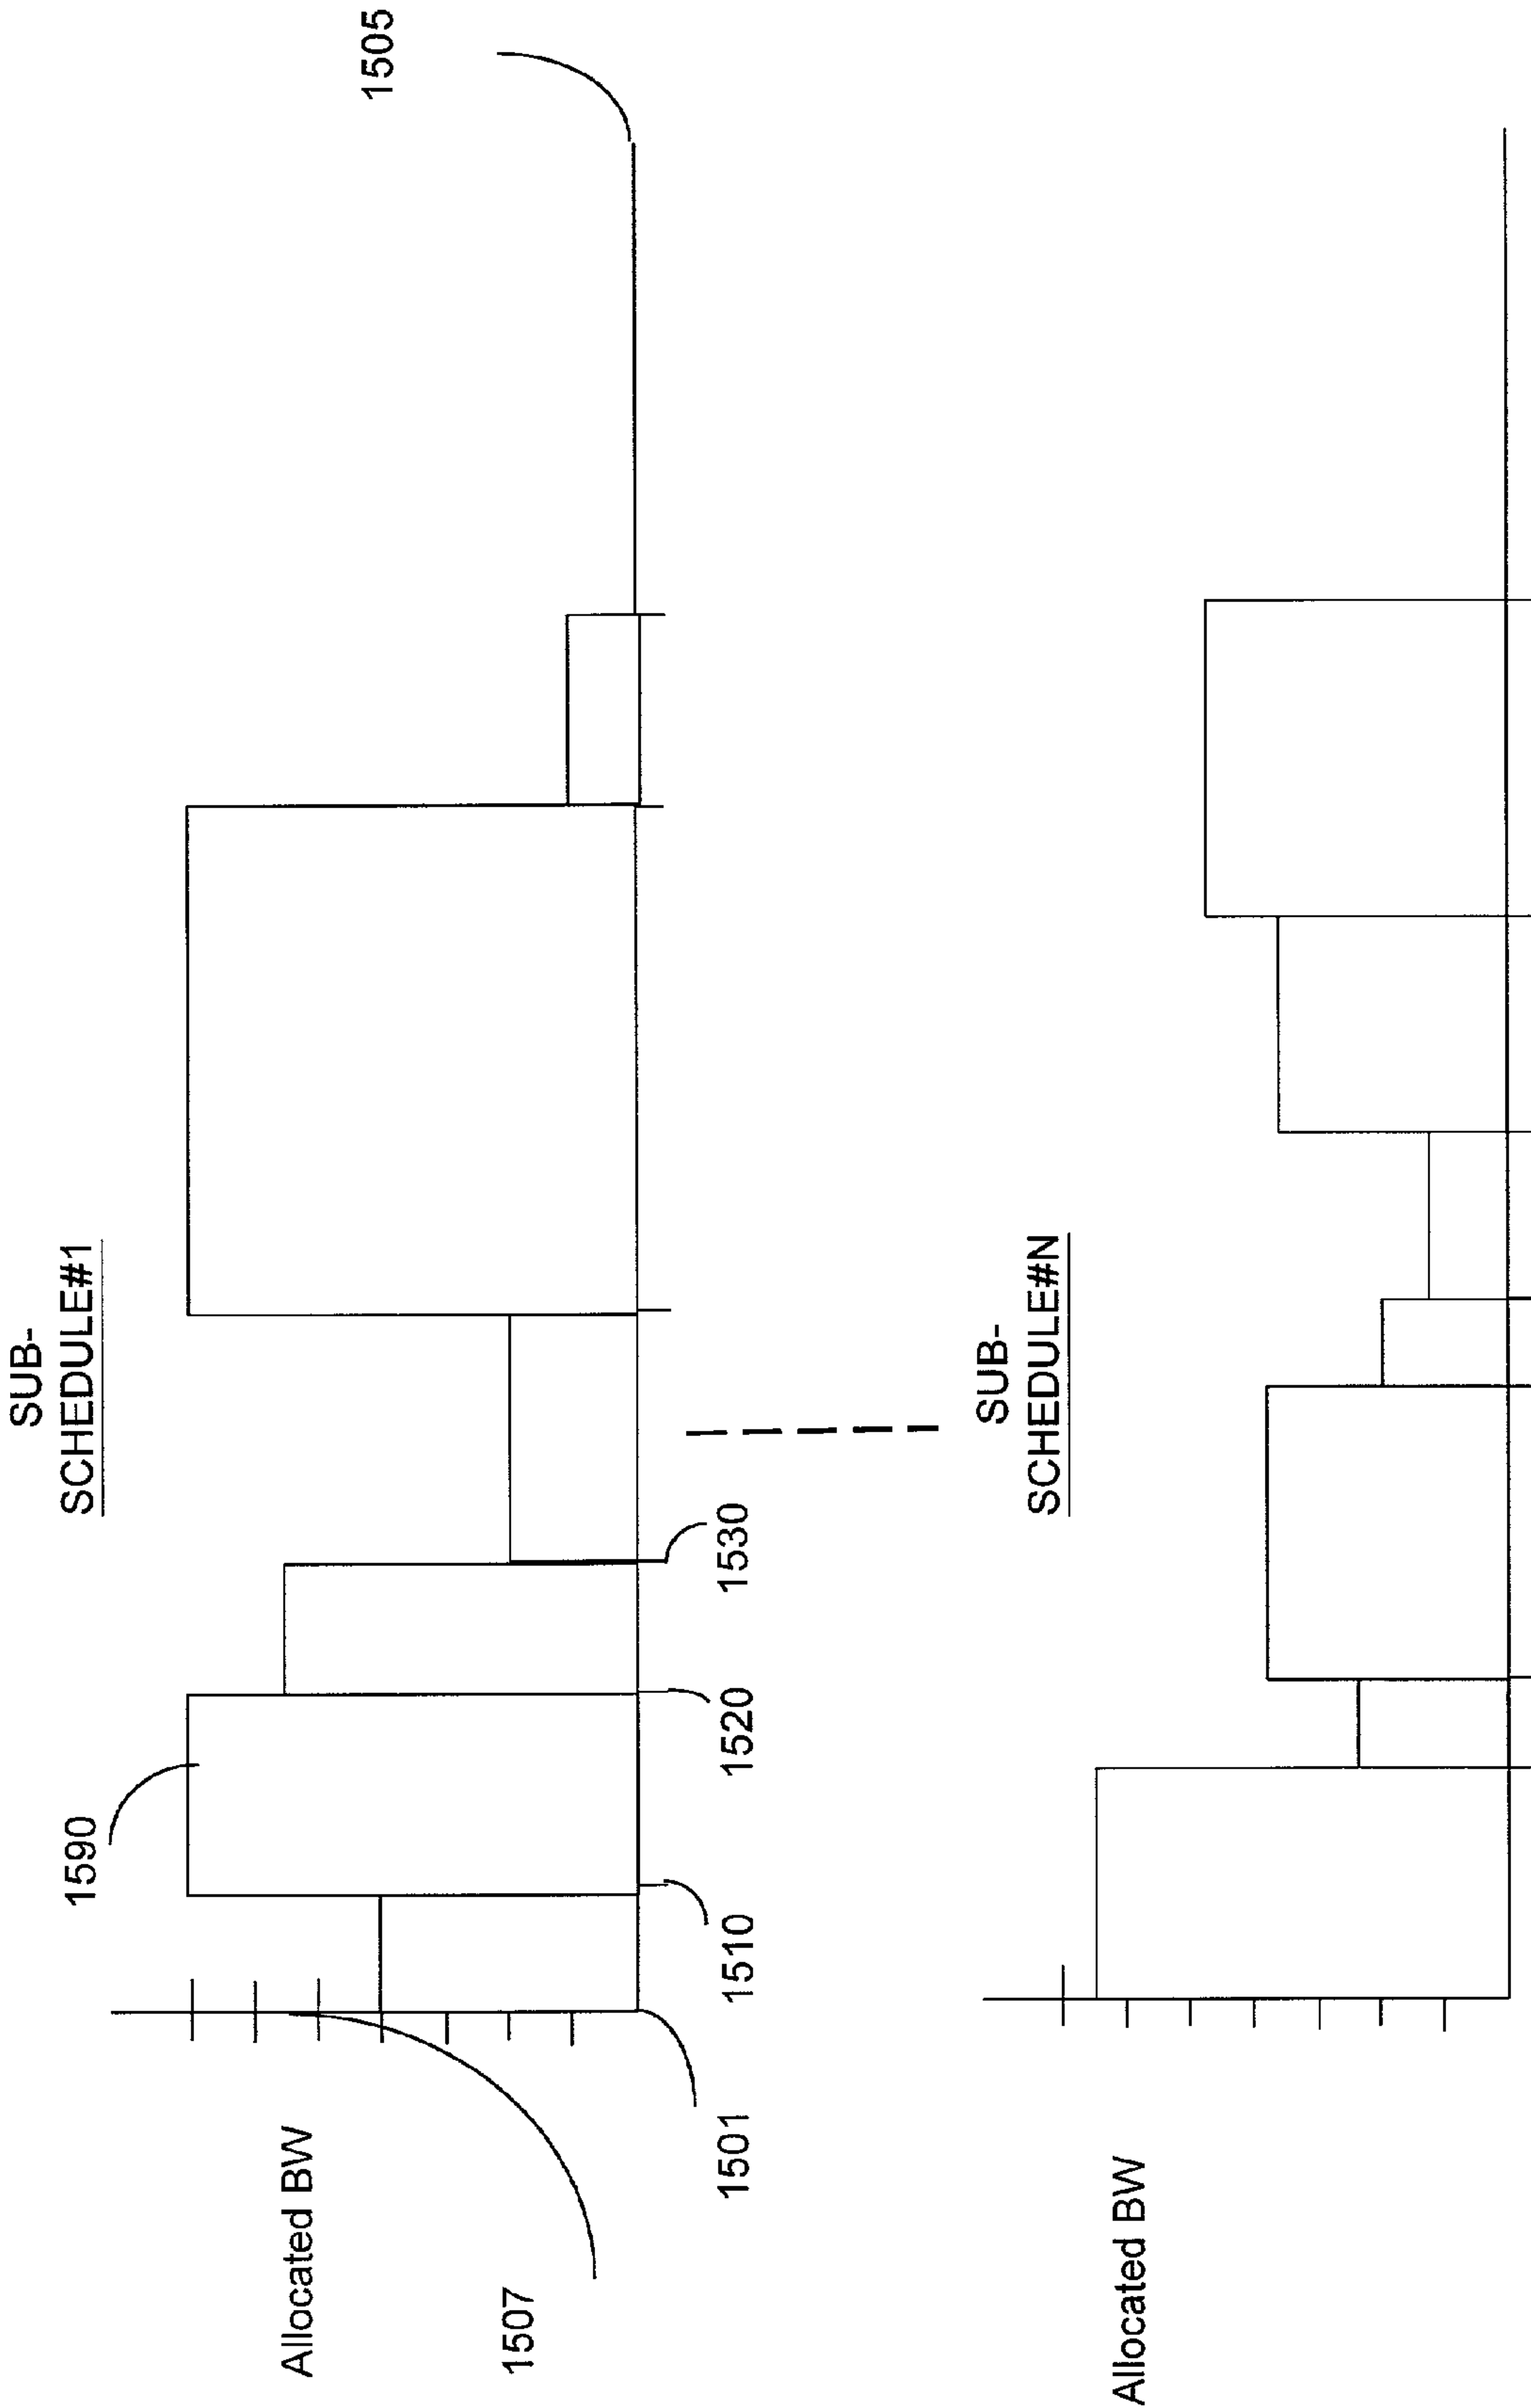 SUB-
SCHEDULE#1
1590
1505
Allocated BW
1507
1501
1510
1520
1530
SUB-
SCHEDULE#N
Allocated BW